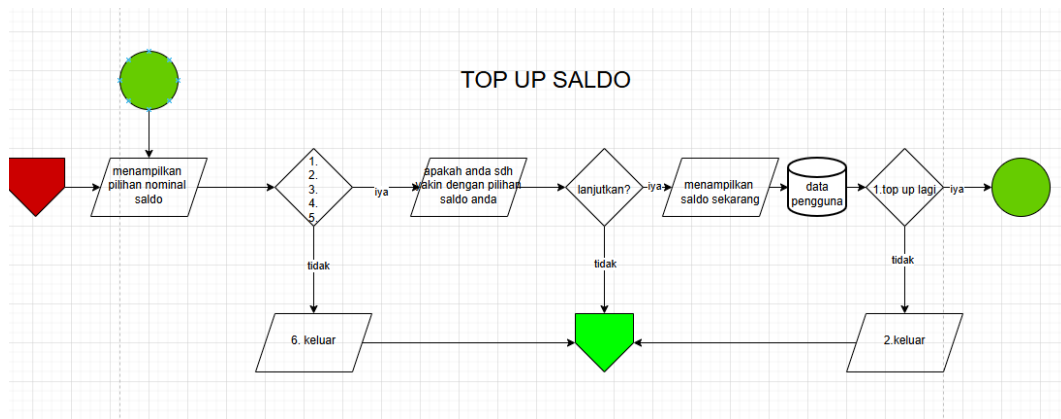 TOP UP SALDO
menampilkan
pilihan nominal
saldo
1.
2.
3.
4.
5.
iya
apakah anda sdh
yakin dengan pilihan
saldo anda
lanjutkan?
iya
menampilkan
saldo sekarang
data
pengguna
1.top up lagi
iya
tidak
tidak
tidak
6. keluar
2.keluar